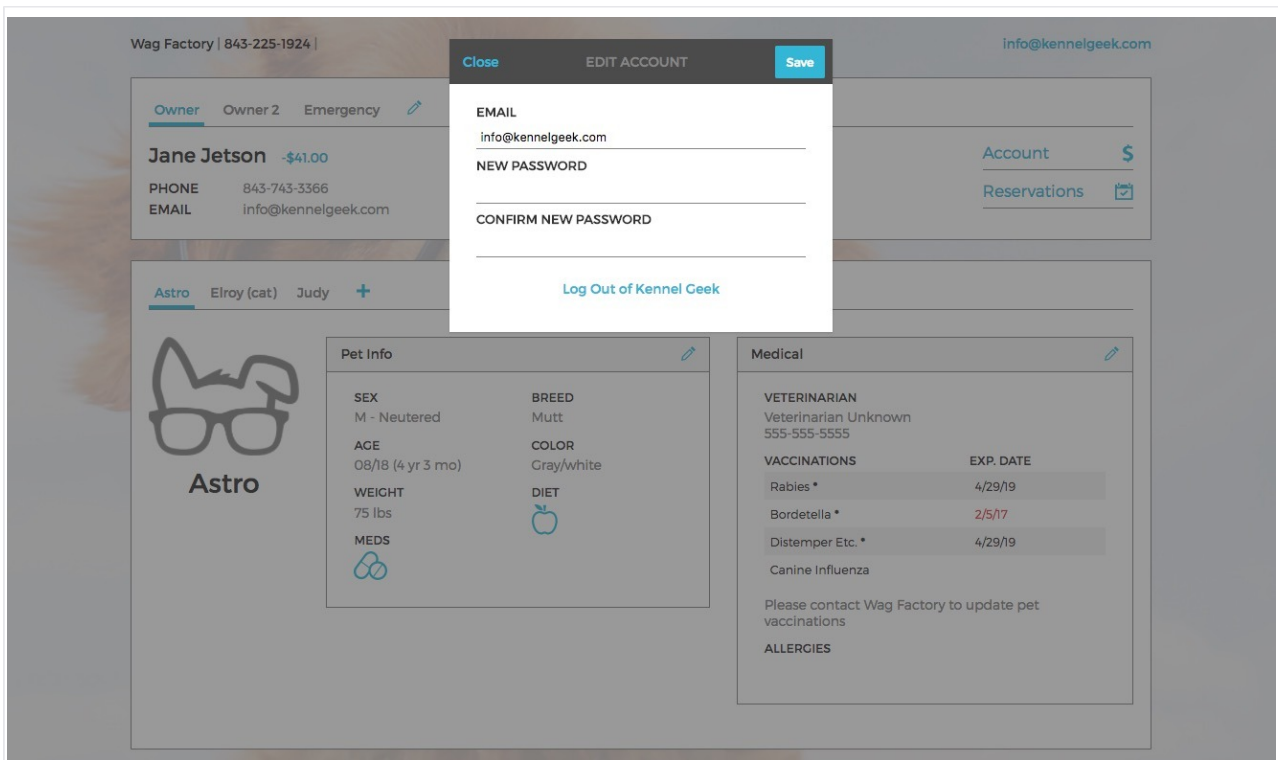 Wag Factory | 843-225-1924 |
info@kennelgeek.com
Close
EDIT ACCOUNT
Save
EMAIL
info@kennelgeek.com
NEW PASSWORD
CONFIRM NEW PASSWORD
Log Out of Kennel Geek
Owner Owner 2 Emergency
Jane Jetson -$41.00
PHONE 843-743-3366
EMAIL info@kennelgeek.com
Account $
Reservations
Astro Elroy (cat) Judy +
Astro
Pet Info
SEX
M - Neutered
BREED
Mutt
AGE
08/18 (4 yr 3 mo)
COLOR
Gray/white
WEIGHT
75 lbs
DIET
MEDS
Medical
VETERINARIAN
Veterinarian Unknown
555-555-5555
VACCINATIONS EXP. DATE
Rabies * 4/29/19
Bordetella * 2/5/17
Distemper Etc. * 4/29/19
Canine Influenza
Please contact Wag Factory to update pet
vaccinations
ALLERGIES